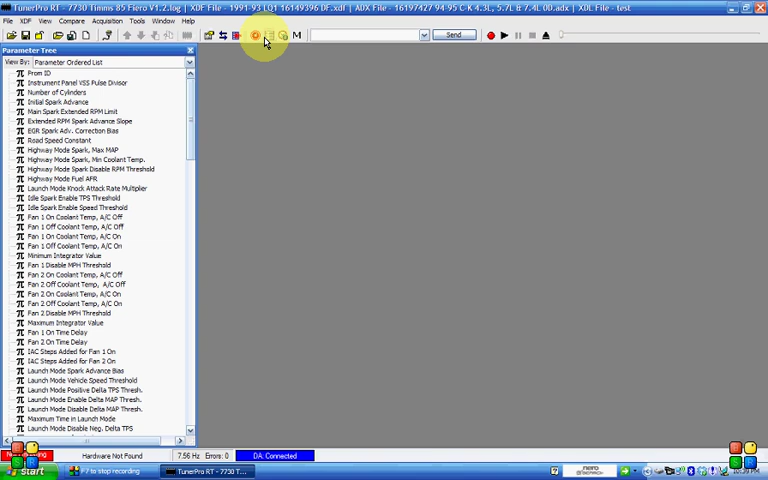 TunerPro RT - 7730 Timms 85 Fiero V1.2.log | XDF File - 1991-93 LQ1 16149396 DF.xdf | ADX File - 16197427 94-95 C-K 4.3L, 5.7L & 7.4L 0D.adx | XDL File - test
File XDF View Compare Acquisition Tools Window Help
M Send
Parameter Tree
View By: Parameter Ordered List
Prom ID
Instrument Panel VSS Pulse Divisor
Number of Cylinders
Initial Spark Advance
Main Spark Extended RPM Limit
Extended RPM Spark Advance Slope
EGR Spark Adv. Correction Bias
Road Speed Constant
Highway Mode Spark, Max MAP
Highway Mode Spark, Min Coolant Temp.
Highway Mode Spark Disable RPM Threshold
Highway Mode Fuel AFR
Launch Mode Knock Attack Rate Multiplier
Idle Spark Enable TPS Threshold
Idle Spark Enable Speed Threshold
Fan 1 On Coolant Temp, A/C Off
Fan 1 Off Coolant Temp, A/C Off
Fan 1 On Coolant Temp, A/C On
Fan 1 Off Coolant Temp, A/C On
Minimum Integrator Value
Fan 1 Disable MPH Threshold
Fan 2 On Coolant Temp, A/C Off
Fan 2 Off Coolant Temp, A/C Off
Fan 2 On Coolant Temp, A/C On
Fan 2 Off Coolant Temp, A/C On
Fan 2 Disable MPH Threshold
Maximum Integrator Value
Fan 1 On Time Delay
Fan 2 On Time Delay
IAC Steps Added for Fan 1 On
IAC Steps Added for Fan 2 On
Launch Mode Spark Advance Bias
Launch Mode Vehicle Speed Threshold
Launch Mode Positive Delta TPS Thresh.
Launch Mode Enable Delta MAP Thresh.
Launch Mode Disable Delta MAP Thresh.
Maximum Time in Launch Mode
Launch Mode Disable Neg. Delta TPS
Hardware Not Found 7.56 Hz Errors: 0 DA: Connected
start F7 to stop recording TunerPro RT - 7730 T...